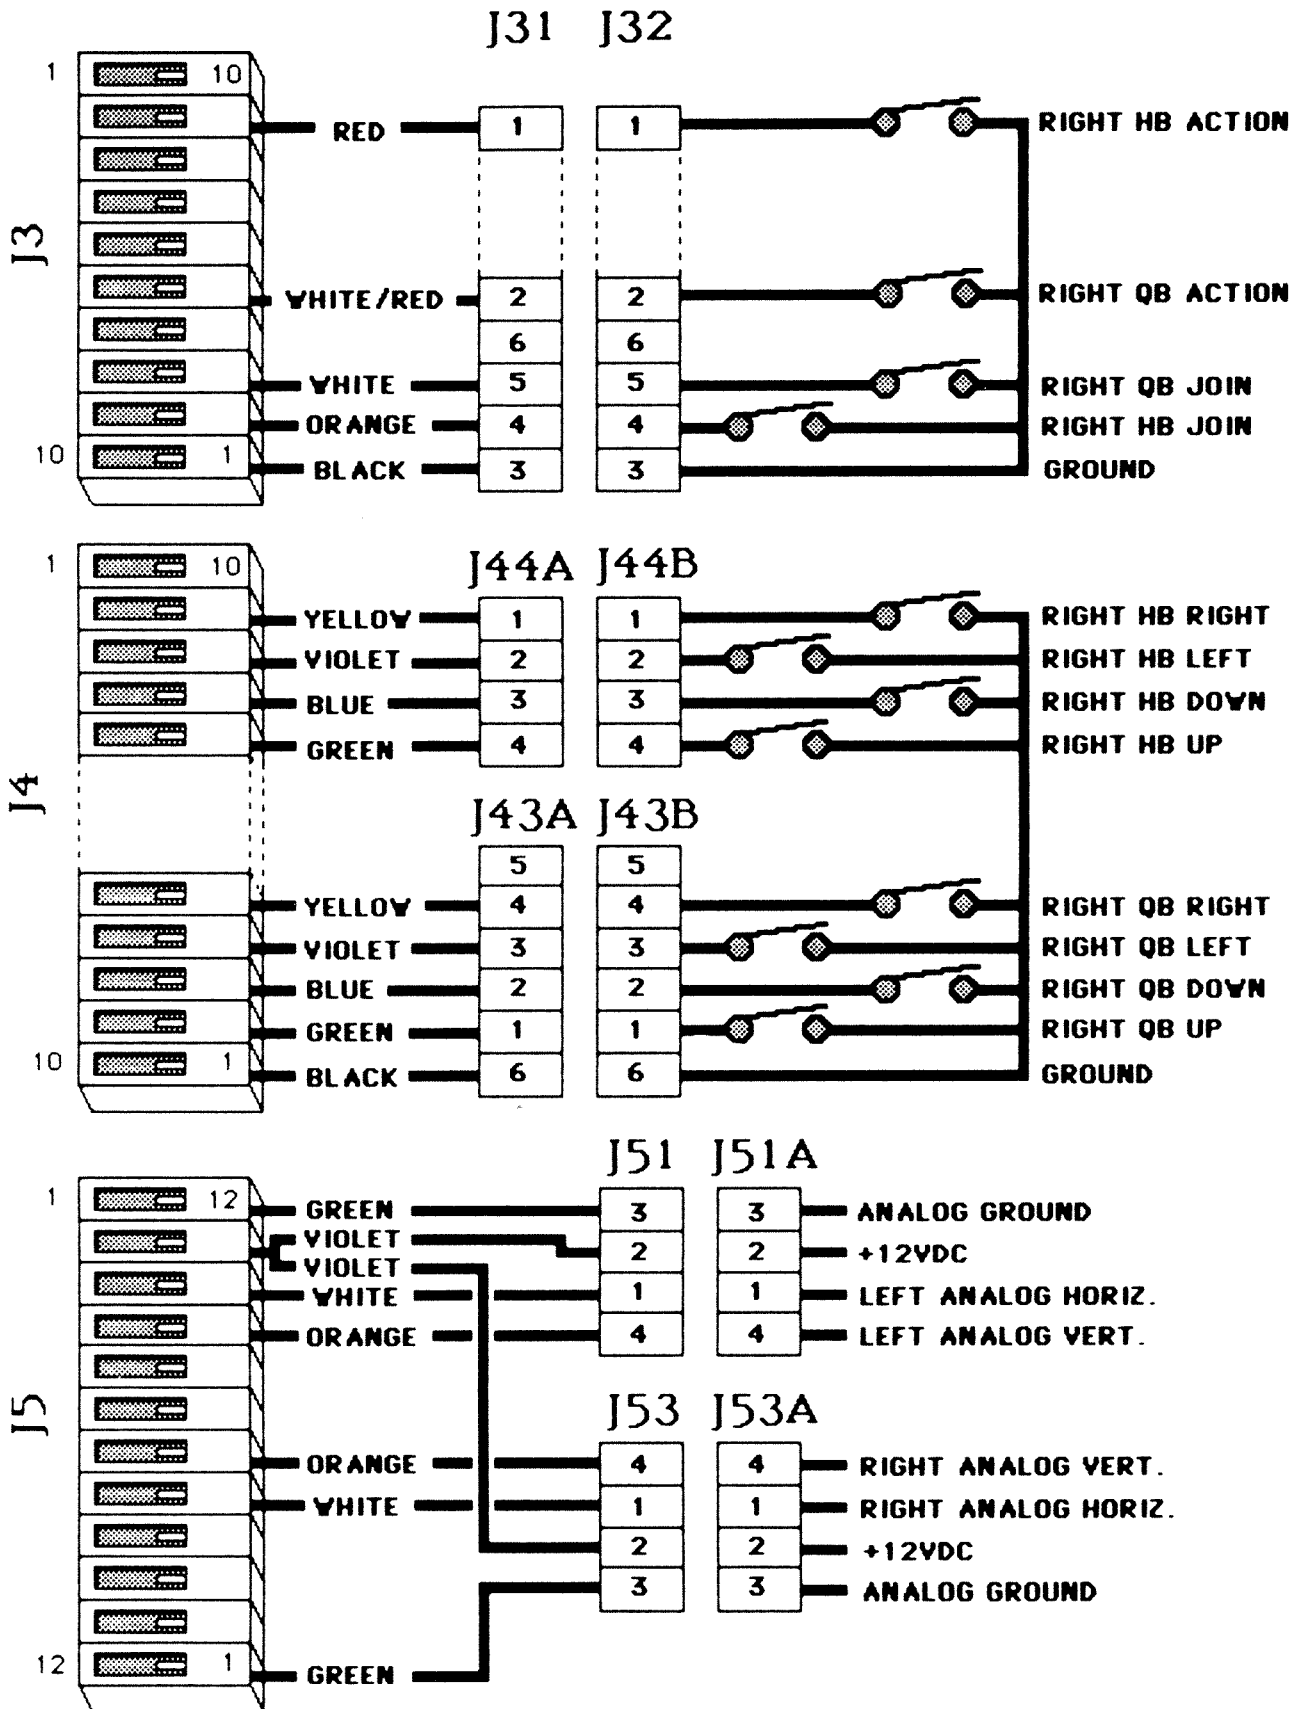 J31 J32
1 10
RED 1 1 RIGHT HB ACTION
J3
WHITE/RED 2 2 RIGHT QB ACTION
6 6
WHITE 5 5 RIGHT QB JOIN
ORANGE 4 4 RIGHT HB JOIN
10 1 BLACK 3 3 GROUND
1 10 J44A J44B
YELLOW 1 1 RIGHT HB RIGHT
VIOLET 2 2 RIGHT HB LEFT
BLUE 3 3 RIGHT HB DOWN
GREEN 4 4 RIGHT HB UP
J4
J43A J43B
5 5
YELLOW 4 4 RIGHT QB RIGHT
VIOLET 3 3 RIGHT QB LEFT
BLUE 2 2 RIGHT QB DOWN
GREEN 1 1 RIGHT QB UP
10 1 BLACK 6 6 GROUND
J51 J51A
1 12 GREEN 3 3 ANALOG GROUND
VIOLET 2 2 +12VDC
VIOLET
WHITE 1 1 LEFT ANALOG HORIZ.
ORANGE 4 4 LEFT ANALOG VERT.
J5
J53 J53A
ORANGE 4 4 RIGHT ANALOG VERT.
WHITE 1 1 RIGHT ANALOG HORIZ.
2 2 +12VDC
3 3 ANALOG GROUND
12 1 GREEN